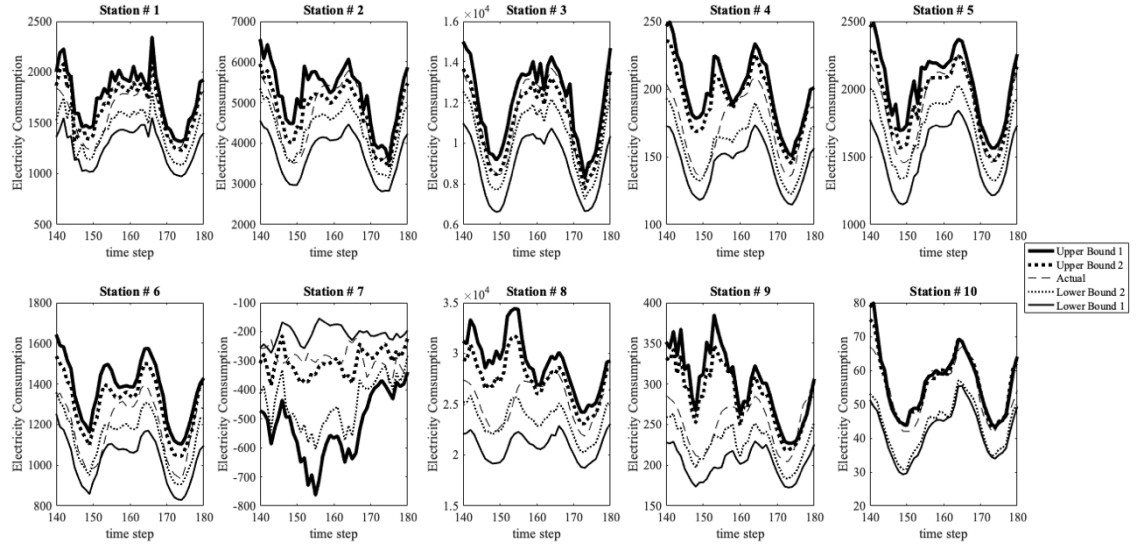 Station # 1
Electricity Consumption
2500
2000
1500
1000
500
140 150 160 170 180
time step
Station # 2
Electricity Consumption
7000
6000
5000
4000
3000
2000
140 150 160 170 180
time step
Station # 3
×10⁴
Electricity Consumption
1.6
1.4
1.2
1
0.8
0.6
140 150 160 170 180
time step
Station # 4
Electricity Consumption
250
200
150
100
140 150 160 170 180
time step
Station # 5
Electricity Consumption
2500
2000
1500
1000
140 150 160 170 180
time step
Upper Bound 1
Upper Bound 2
Actual
Lower Bound 2
Lower Bound 1
Station # 6
Electricity Consumption
1800
1600
1400
1200
1000
800
140 150 160 170 180
time step
Station # 7
Electricity Consumption
-100
-200
-300
-400
-500
-600
-700
-800
140 150 160 170 180
time step
Station # 8
×10⁴
Electricity Consumption
3.5
3
2.5
2
1.5
140 150 160 170 180
time step
Station # 9
Electricity Consumption
400
350
300
250
200
150
140 150 160 170 180
time step
Station # 10
Electricity Consumption
80
60
40
20
140 150 160 170 180
time step